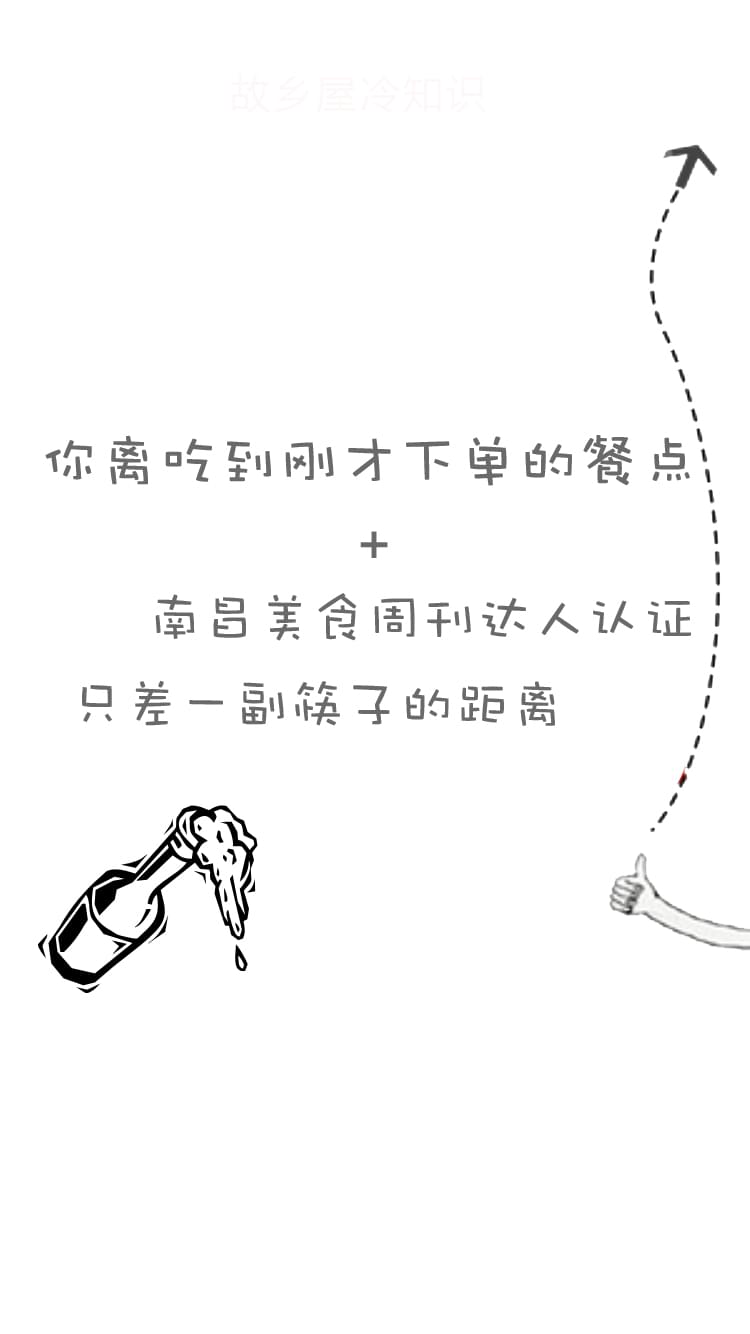 故乡屋冷知识
你离吃到刚才下单的餐点
+
南昌美食周刊达人认证
只差一副筷子的距离